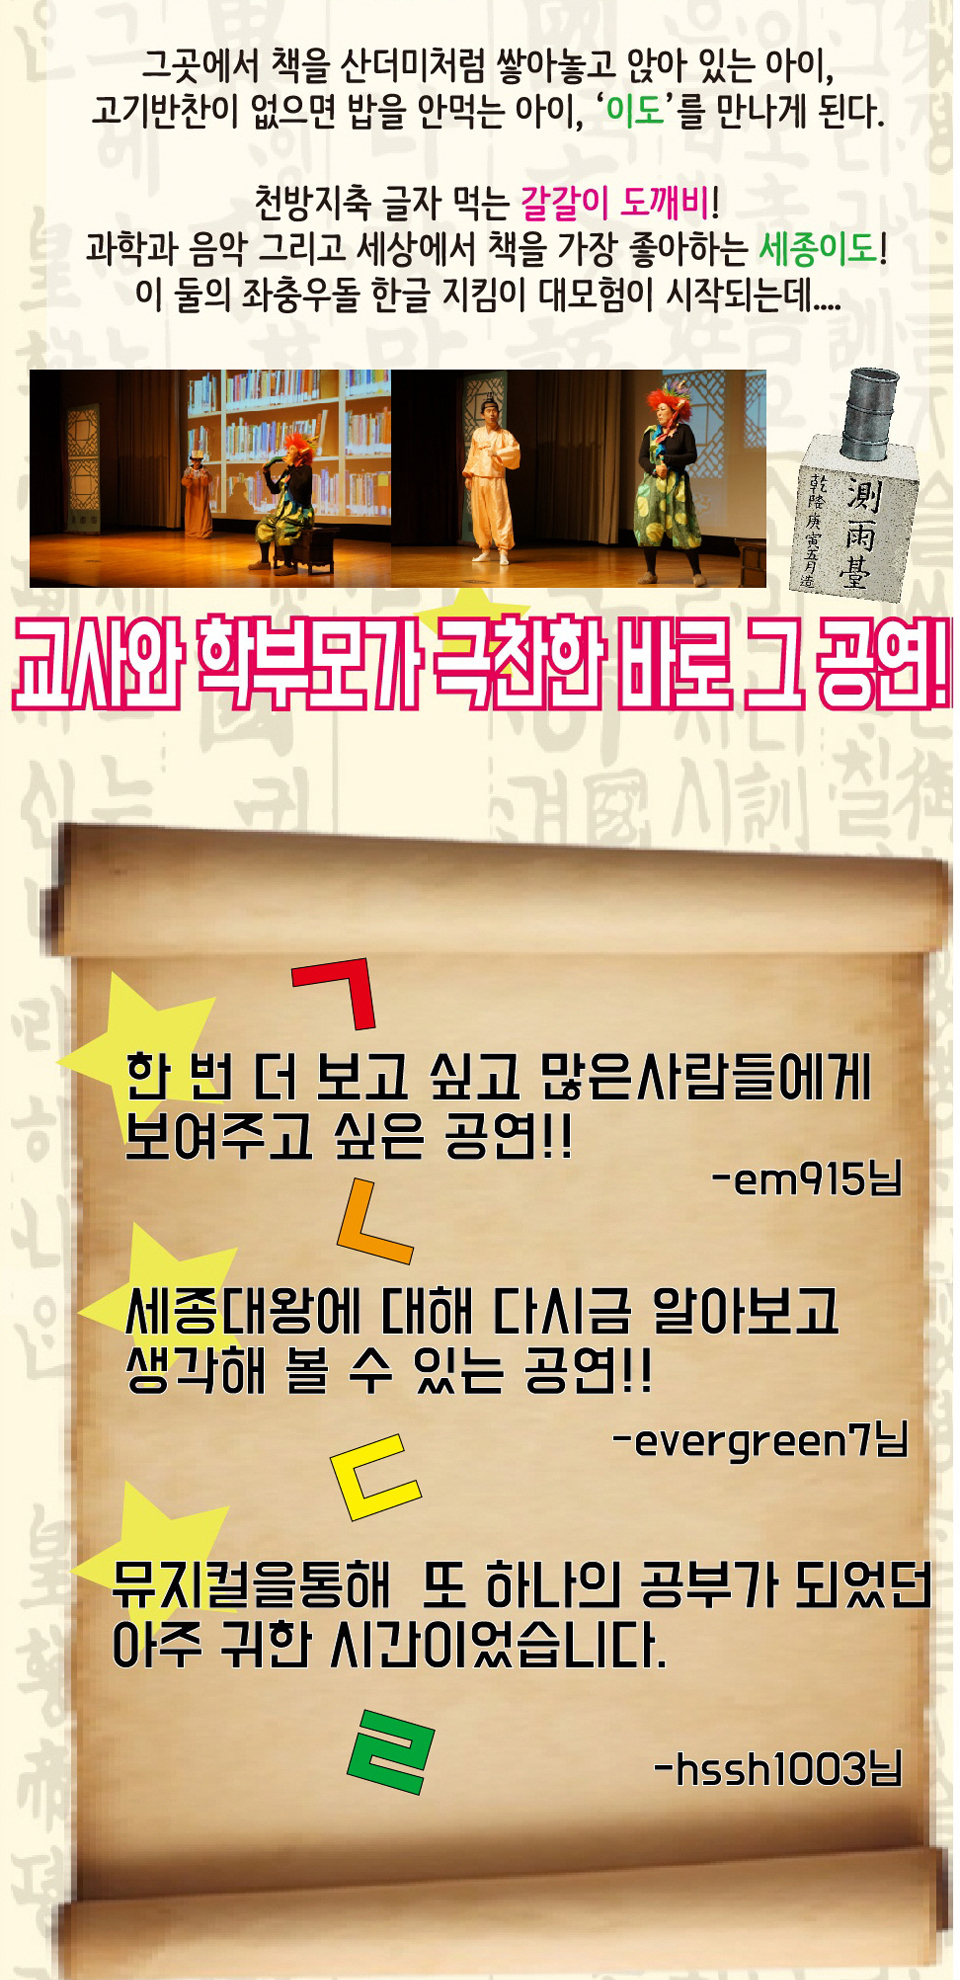 그곳에서 책을 산더미처럼 쌓아놓고 앉아 있는 아이,
고기반찬이 없으면 밥을 안먹는 아이, ‘이도’를 만나게 된다.
천방지축 글자 먹는 갈갈이 도깨비!
과학과 음악 그리고 세상에서 책을 가장 좋아하는 세종이도!
이 둘의 좌충우돌 한글 지킴이 대모험이 시작되는데....
測雨臺
乾隆庚寅五月造
교사와 학부모가 극찬한 바로 그 공연!!
ㄱ
한 번 더 보고 싶고 많은사람들에게
보여주고 싶은 공연!!
-em915님
ㄴ
세종대왕에 대해 다시금 알아보고
생각해 볼 수 있는 공연!!
-evergreen7님
ㄷ
뮤지컬을통해 또 하나의 공부가 되었던
아주 귀한 시간이었습니다.
ㄹ
-hssh1003님